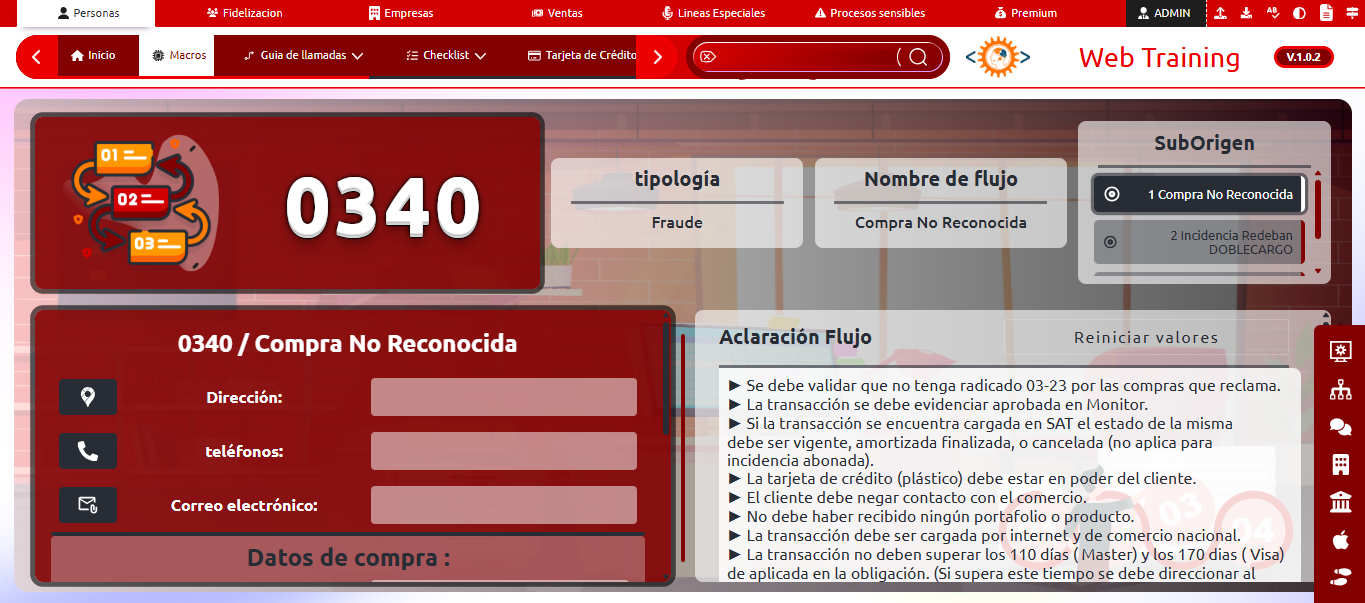 Personas
Fidelizacion
Empresas
Ventas
Lineas Especiales
Procesos sensibles
Premium
ADMIN
Inicio
Macros
Guia de llamadas
Checklist
Tarjeta de Crédito
Web Training
V.1.0.2
01
02
03
0340
tipología
Fraude
Nombre de flujo
Compra No Reconocida
SubOrigen
1 Compra No Reconocida
2 Incidencia Redeban
DOBLECARGO
0340 / Compra No Reconocida
Dirección:
teléfonos:
Correo electrónico:
Datos de compra :
Aclaración Flujo
Reiniciar valores
► Se debe validar que no tenga radicado 03-23 por las compras que reclama.
► La transacción se debe evidenciar aprobada en Monitor.
► Si la transacción se encuentra cargada en SAT el estado de la misma
debe ser vigente, amortizada finalizada, o cancelada (no aplica para
incidencia abonada).
► La tarjeta de crédito (plástico) debe estar en poder del cliente.
► El cliente debe negar contacto con el comercio.
► No debe haber recibido ningún portafolio o producto.
► La transacción debe ser cargada por internet y de comercio nacional.
► La transacción no deben superar los 110 días ( Master) y los 170 dias ( Visa)
de aplicada en la obligación. (Si supera este tiempo se debe direccionar al
03
04